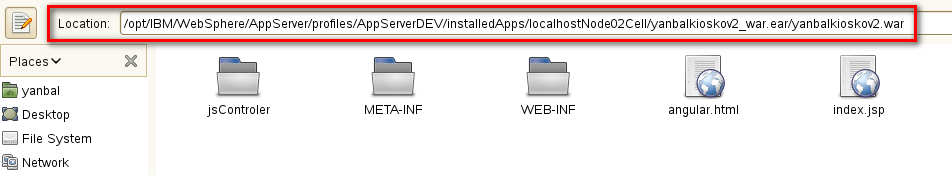 Location: /opt/IBM/WebSphere/AppServer/profiles/AppServerDEV//installedApps/localhostNode02Cell/yanbalkioskov2_war.ear/yanbalkioskov2.war
Places
yanbal
Desktop
File System
Network
jsControler META-INF WEB-INF angular.html index.jsp